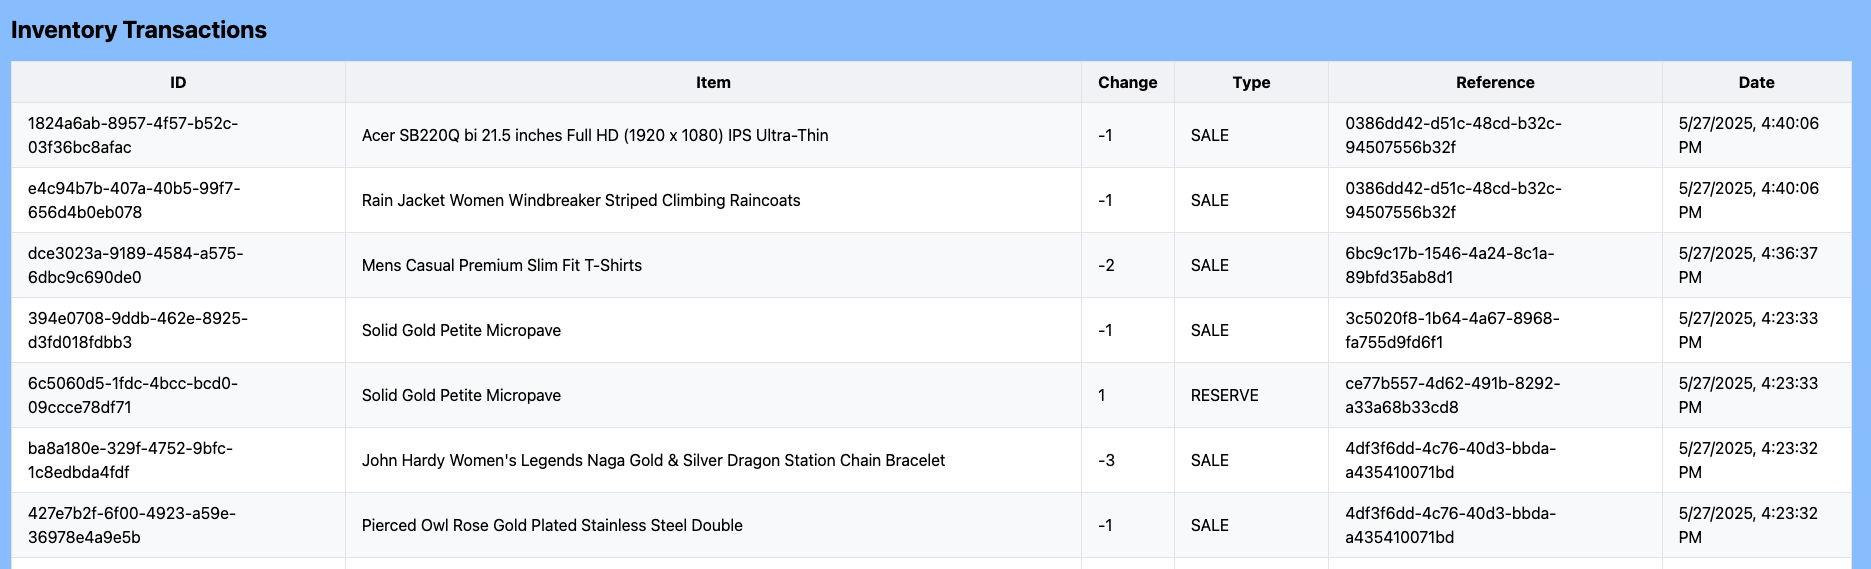 Inventory Transactions
ID Item Change Type Reference Date
1824a6ab-8957-4f57-b52c-
03f36bc8afac
Acer SB220Q bi 21.5 inches Full HD (1920 x 1080) IPS Ultra-Thin
-1
SALE
0386dd42-d51c-48cd-b32c-
94507556b32f
5/27/2025, 4:40:06
PM
e4c94b7b-407a-40b5-99f7-
656d4b0eb078
Rain Jacket Women Windbreaker Striped Climbing Raincoats
-1
SALE
0386dd42-d51c-48cd-b32c-
94507556b32f
5/27/2025, 4:40:06
PM
dce3023a-9189-4584-a575-
6dbc9c690de0
Mens Casual Premium Slim Fit T-Shirts
-2
SALE
6bc9c17b-1546-4a24-8c1a-
89bfd35ab8d1
5/27/2025, 4:36:37
PM
394e0708-9ddb-462e-8925-
d3fd018fdbb3
Solid Gold Petite Micropave
-1
SALE
3c5020f8-1b64-4a67-8968-
fa755d9fd6f1
5/27/2025, 4:23:33
PM
6c5060d5-1fdc-4bcc-bcd0-
09ccce78df71
Solid Gold Petite Micropave
1
RESERVE
ce77b557-4d62-491b-8292-
a33a68b33cd8
5/27/2025, 4:23:33
PM
ba8a180e-329f-4752-9bfc-
1c8edbda4fdf
John Hardy Women's Legends Naga Gold & Silver Dragon Station Chain Bracelet
-3
SALE
4df3f6dd-4c76-40d3-bbda-
a435410071bd
5/27/2025, 4:23:32
PM
427e7b2f-6f00-4923-a59e-
36978e4a9e5b
Pierced Owl Rose Gold Plated Stainless Steel Double
-1
SALE
4df3f6dd-4c76-40d3-bbda-
a435410071bd
5/27/2025, 4:23:32
PM